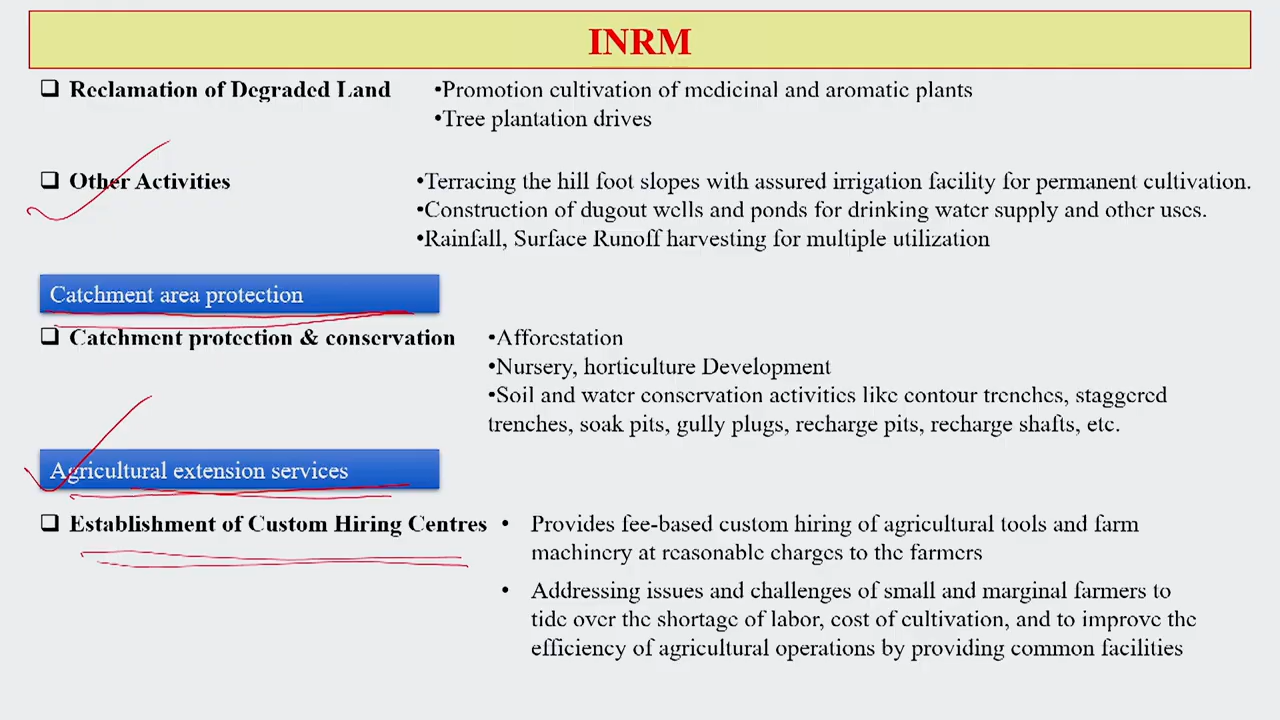 INRM
❑ Reclamation of Degraded Land
•Promotion cultivation of medicinal and aromatic plants
•Tree plantation drives
❑ Other Activities
•Terracing the hill foot slopes with assured irrigation facility for permanent cultivation.
•Construction of dugout wells and ponds for drinking water supply and other uses.
•Rainfall, Surface Runoff harvesting for multiple utilization
Catchment area protection
❑ Catchment protection & conservation
•Afforestation
•Nursery, horticulture Development
•Soil and water conservation activities like contour trenches, staggered
trenches, soak pits, gully plugs, recharge pits, recharge shafts, etc.
Agricultural extension services
❑ Establishment of Custom Hiring Centres
• Provides fee-based custom hiring of agricultural tools and farm
machinery at reasonable charges to the farmers
• Addressing issues and challenges of small and marginal farmers to
tide over the shortage of labor, cost of cultivation, and to improve the
efficiency of agricultural operations by providing common facilities